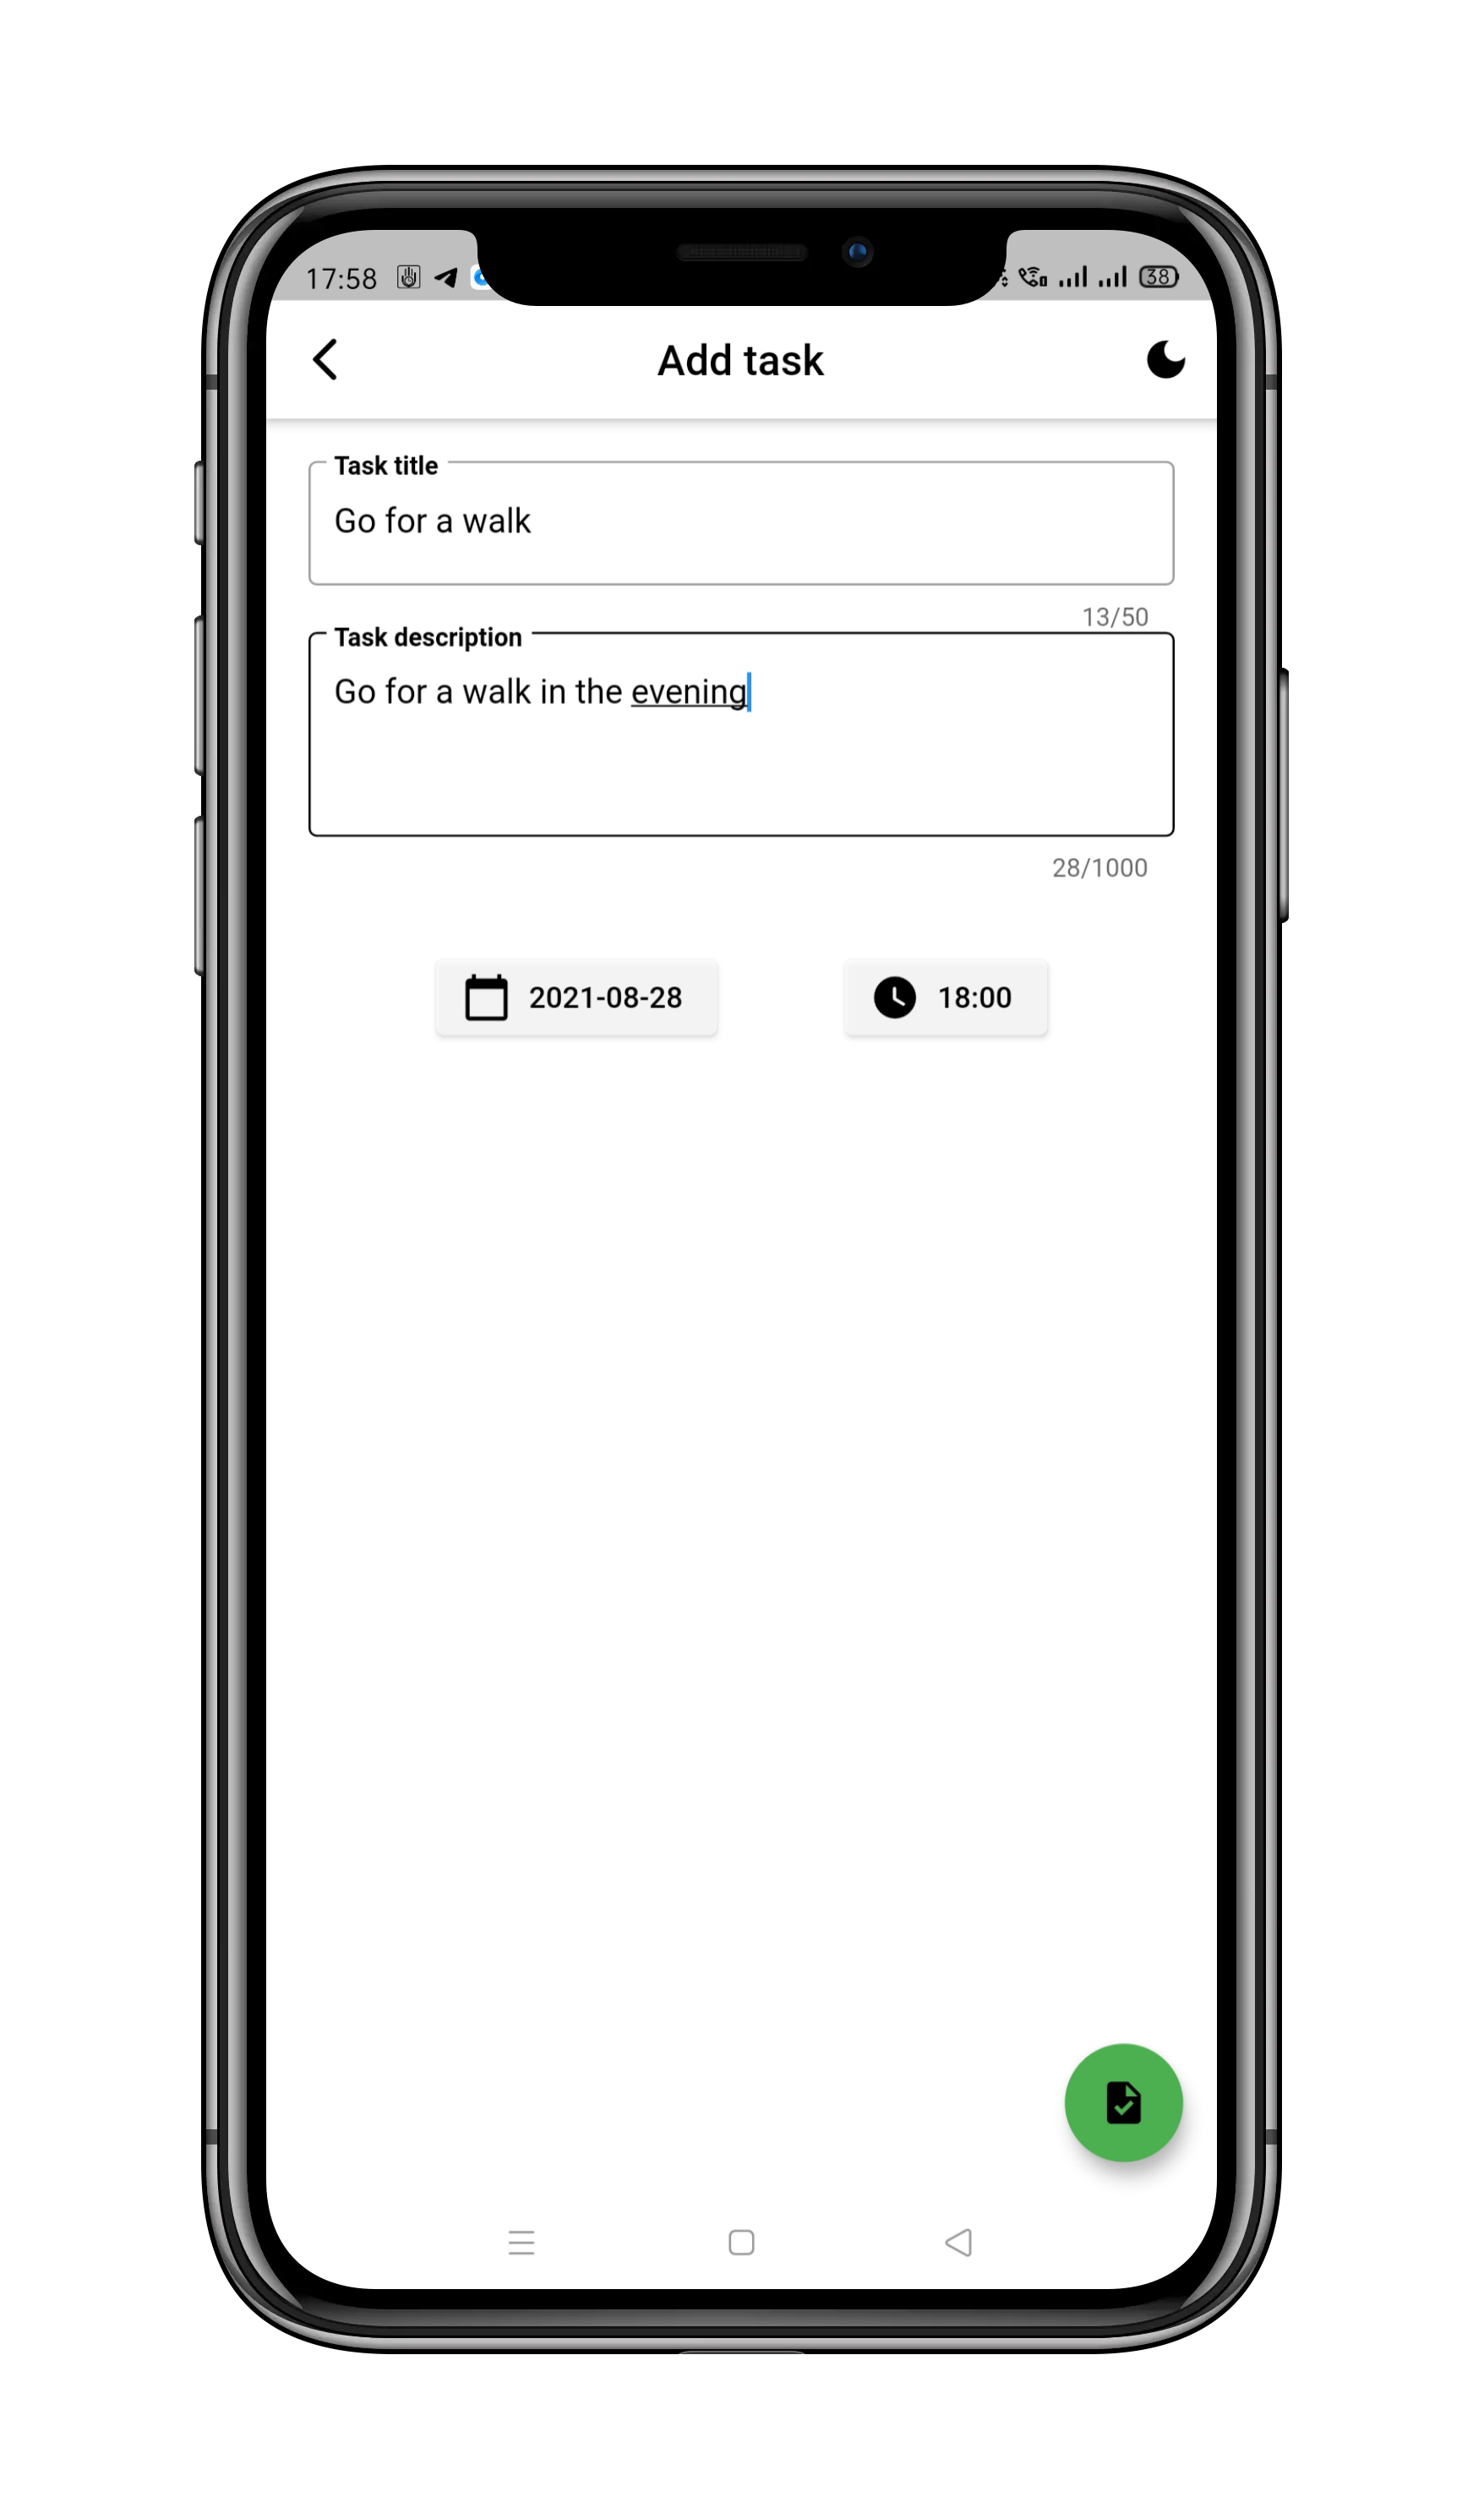 17:58
38
Add task
Task title
Go for a walk
13/50
Task description
Go for a walk in the evening
28/1000
2021-08-28
18:00